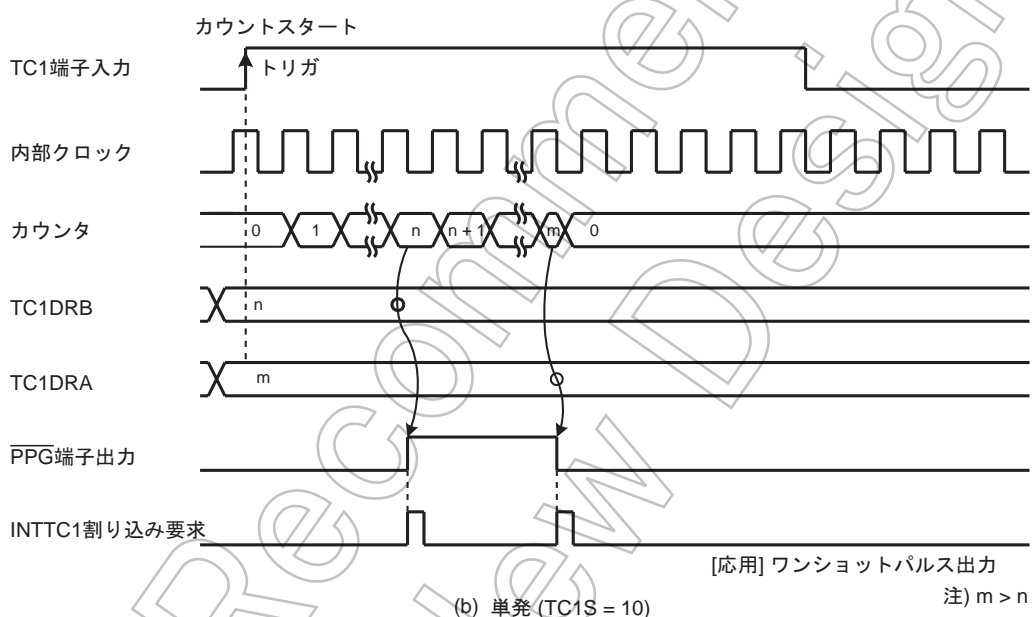 カウントスタート
TC1端子入力
トリガ
内部クロック
カウンタ
0 1 n n + 1 m 0
TC1DRB
n
TC1DRA
m
PPG端子出力
INTTC1割り込み要求
[応用] ワンショットパルス出力
(b) 単発 (TC1S = 10)
注) m > n
Recommen
New Desig